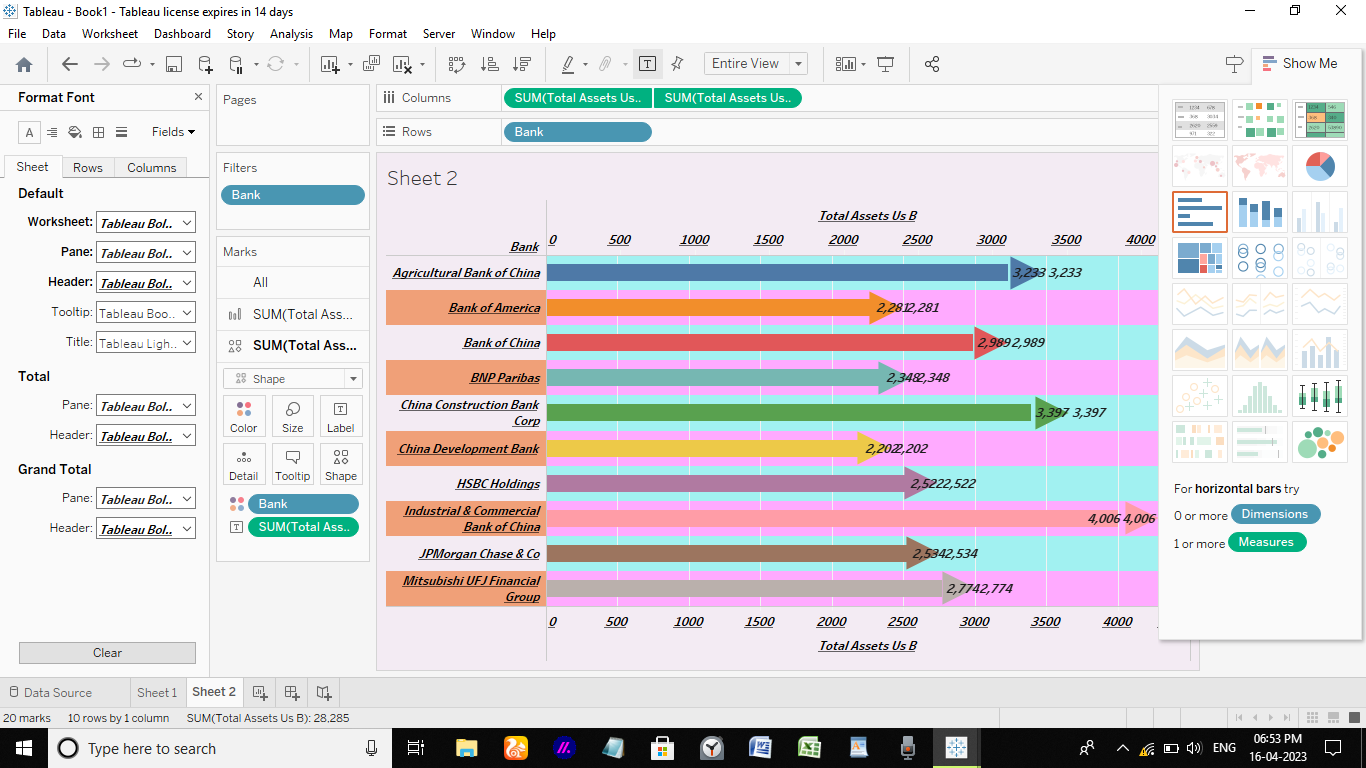 Tableau - Book1 - Tableau license expires in 14 days
File Data Worksheet Dashboard Story Analysis Map Format Server Window Help
Entire View
Show Me
Format Font
Fields
Sheet Rows Columns
Default
Worksheet: Tableau Bol..
Pane: Tableau Bol..
Header: Tableau Bol..
Tooltip: Tableau Boo..
Title: Tableau Ligh..
Total
Pane: Tableau Bol..
Header: Tableau Bol..
Grand Total
Pane: Tableau Bol..
Header: Tableau Bol..
Clear
Pages
Filters
Bank
Marks
All
SUM(Total Ass...
SUM(Total Ass...
Shape
Color Size Label
Detail Tooltip Shape
Bank
SUM(Total Ass..
Columns SUM(Total Assets Us.. SUM(Total Assets Us..
Rows Bank
Sheet 2
Total Assets Us B
Bank 0 500 1000 1500 2000 2500 3000 3500 4000
Agricultural Bank of China 3,233 3,233
Bank of America 2,281 2,281
Bank of China 2,989 2,989
BNP Paribas 2,348 2,348
China Construction Bank
Corp 3,397 3,397
China Development Bank 2,202 2,202
HSBC Holdings 2,522 2,522
Industrial & Commercial
Bank of China 4,006 4,006
JPMorgan Chase & Co 2,534 2,534
Mitsubishi UFJ Financial
Group 2,774 2,774
0 500 1000 1500 2000 2500 3000 3500 4000
Total Assets Us B
For horizontal bars try
0 or more Dimensions
1 or more Measures
Data Source Sheet 1 Sheet 2
20 marks 10 rows by 1 column SUM(Total Assets Us B): 28,285
Type here to search
ENG
06:53 PM
16-04-2023